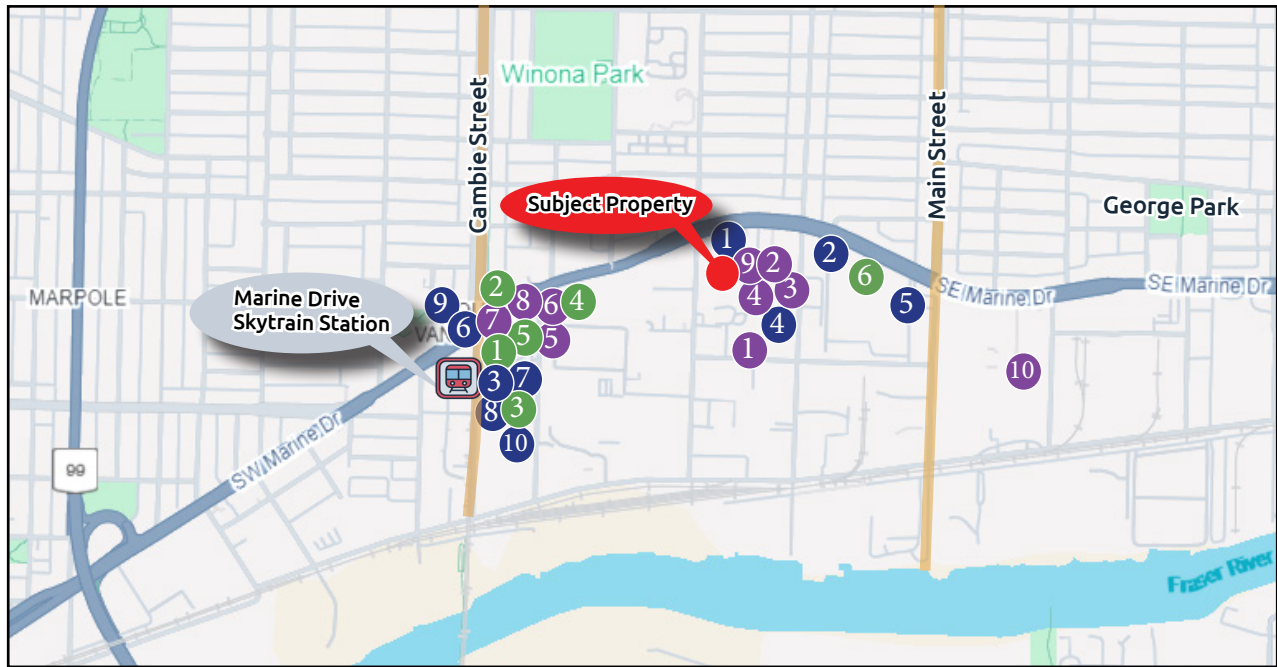 Winona Park
Cambie Street
Main Street
Subject Property
George Park
MARPOLE
Marine Drive
Skytrain Station
VAN
SE Marine Dr
SE Marine Dr
SW Marine Dr
99
Fraser River
1
9
2
2
6
3
4
5
4
1
10
9
6
2
8
6
4
7
5
5
1
3
7
8
3
10